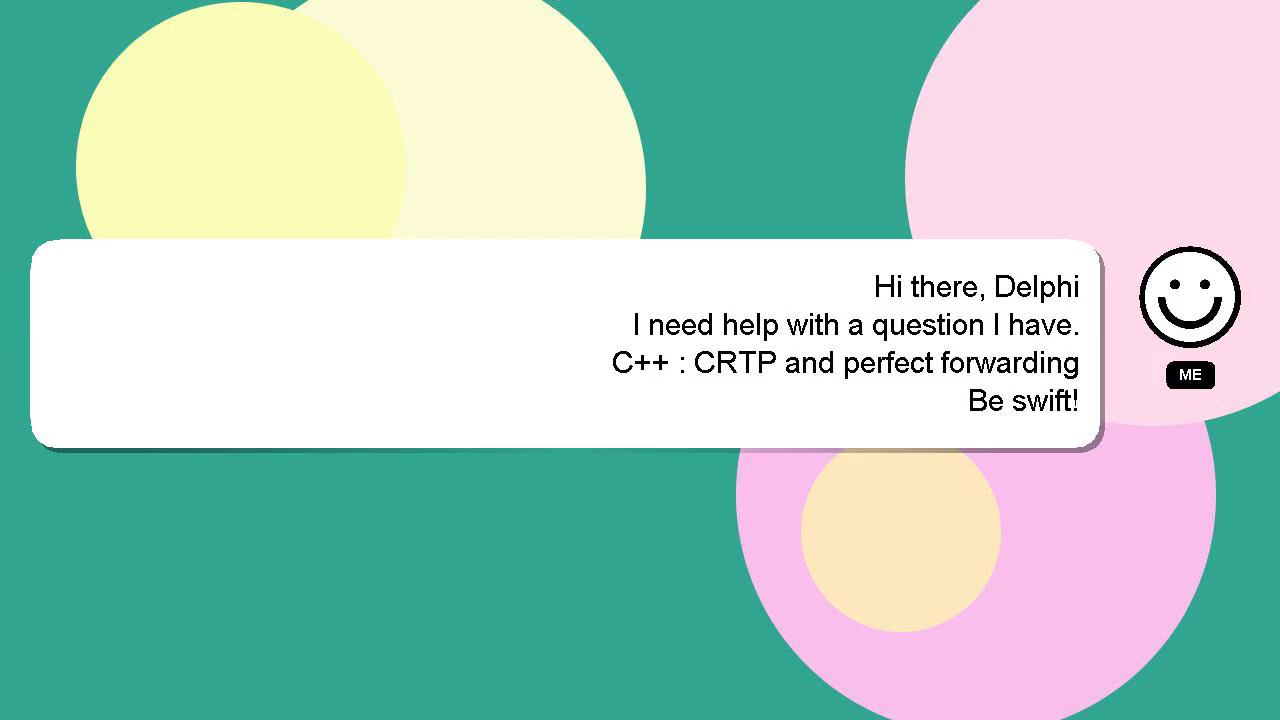 Hi there, Delphi
I need help with a question I have.
C++ : CRTP and perfect forwarding
Be swift!
ME